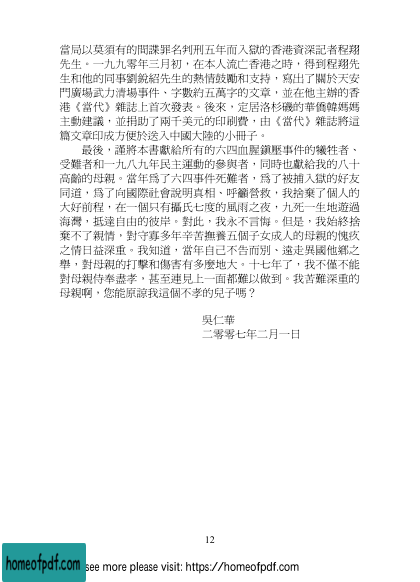 當局以莫須有的間諜罪名判刑五年而入獄的香港資深記者程翔
先生。一九九零年三月初，在本人流亡香港之時，得到程翔先
生和他的同事劉銳紹先生的熱情鼓勵和支持，寫出了關於天安
門廣場武力清場事件、字數約五萬字的文章，並在他主辦的香
港《當代》雜誌上首次發表。後來，定居洛杉磯的華僑韓媽媽
主動建議，並捐助了兩千美元的印刷費，由《當代》雜誌將這
篇文章印成方便於送入中國大陸的小冊子。
最後，謹將本書獻給所有的六四血腥鎮壓事件的犧牲者、
受難者和一九八九年民主運動的參與者，同時也獻給我的八十
高齡的母親。當年爲了六四事件死難者，爲了被捕入獄的好友
同道，爲了向國際社會說明真相、呼籲營救，我捨棄了個人的
大好前程，在一個只有攝氏七度的風雨之夜，九死一生地遊過
海灣，抵達自由的彼岸。對此，我永不言悔。但是，我始終捨
棄不了親情，對守寡多年辛苦撫養五個子女成人的母親的愧疚
之情日益深重。我知道，當年自己不告而別、遠走異國他鄉之
舉，對母親的打擊和傷害有多麼地大。十七年了，我不僅不能
對母親侍奉盡孝，甚至連見上一面都難以做到。我苦難深重的
母親啊，您能原諒我這個不孝的兒子嗎？
吳仁華
二零零七年二月一日
12
homeofpdf.com
see more please visit: https://homeofpdf.com